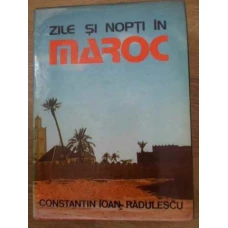 ZILE ȘI NOPȚI ÎN
MAROC
CONSTANTIN IOAN-RĂDULESCU